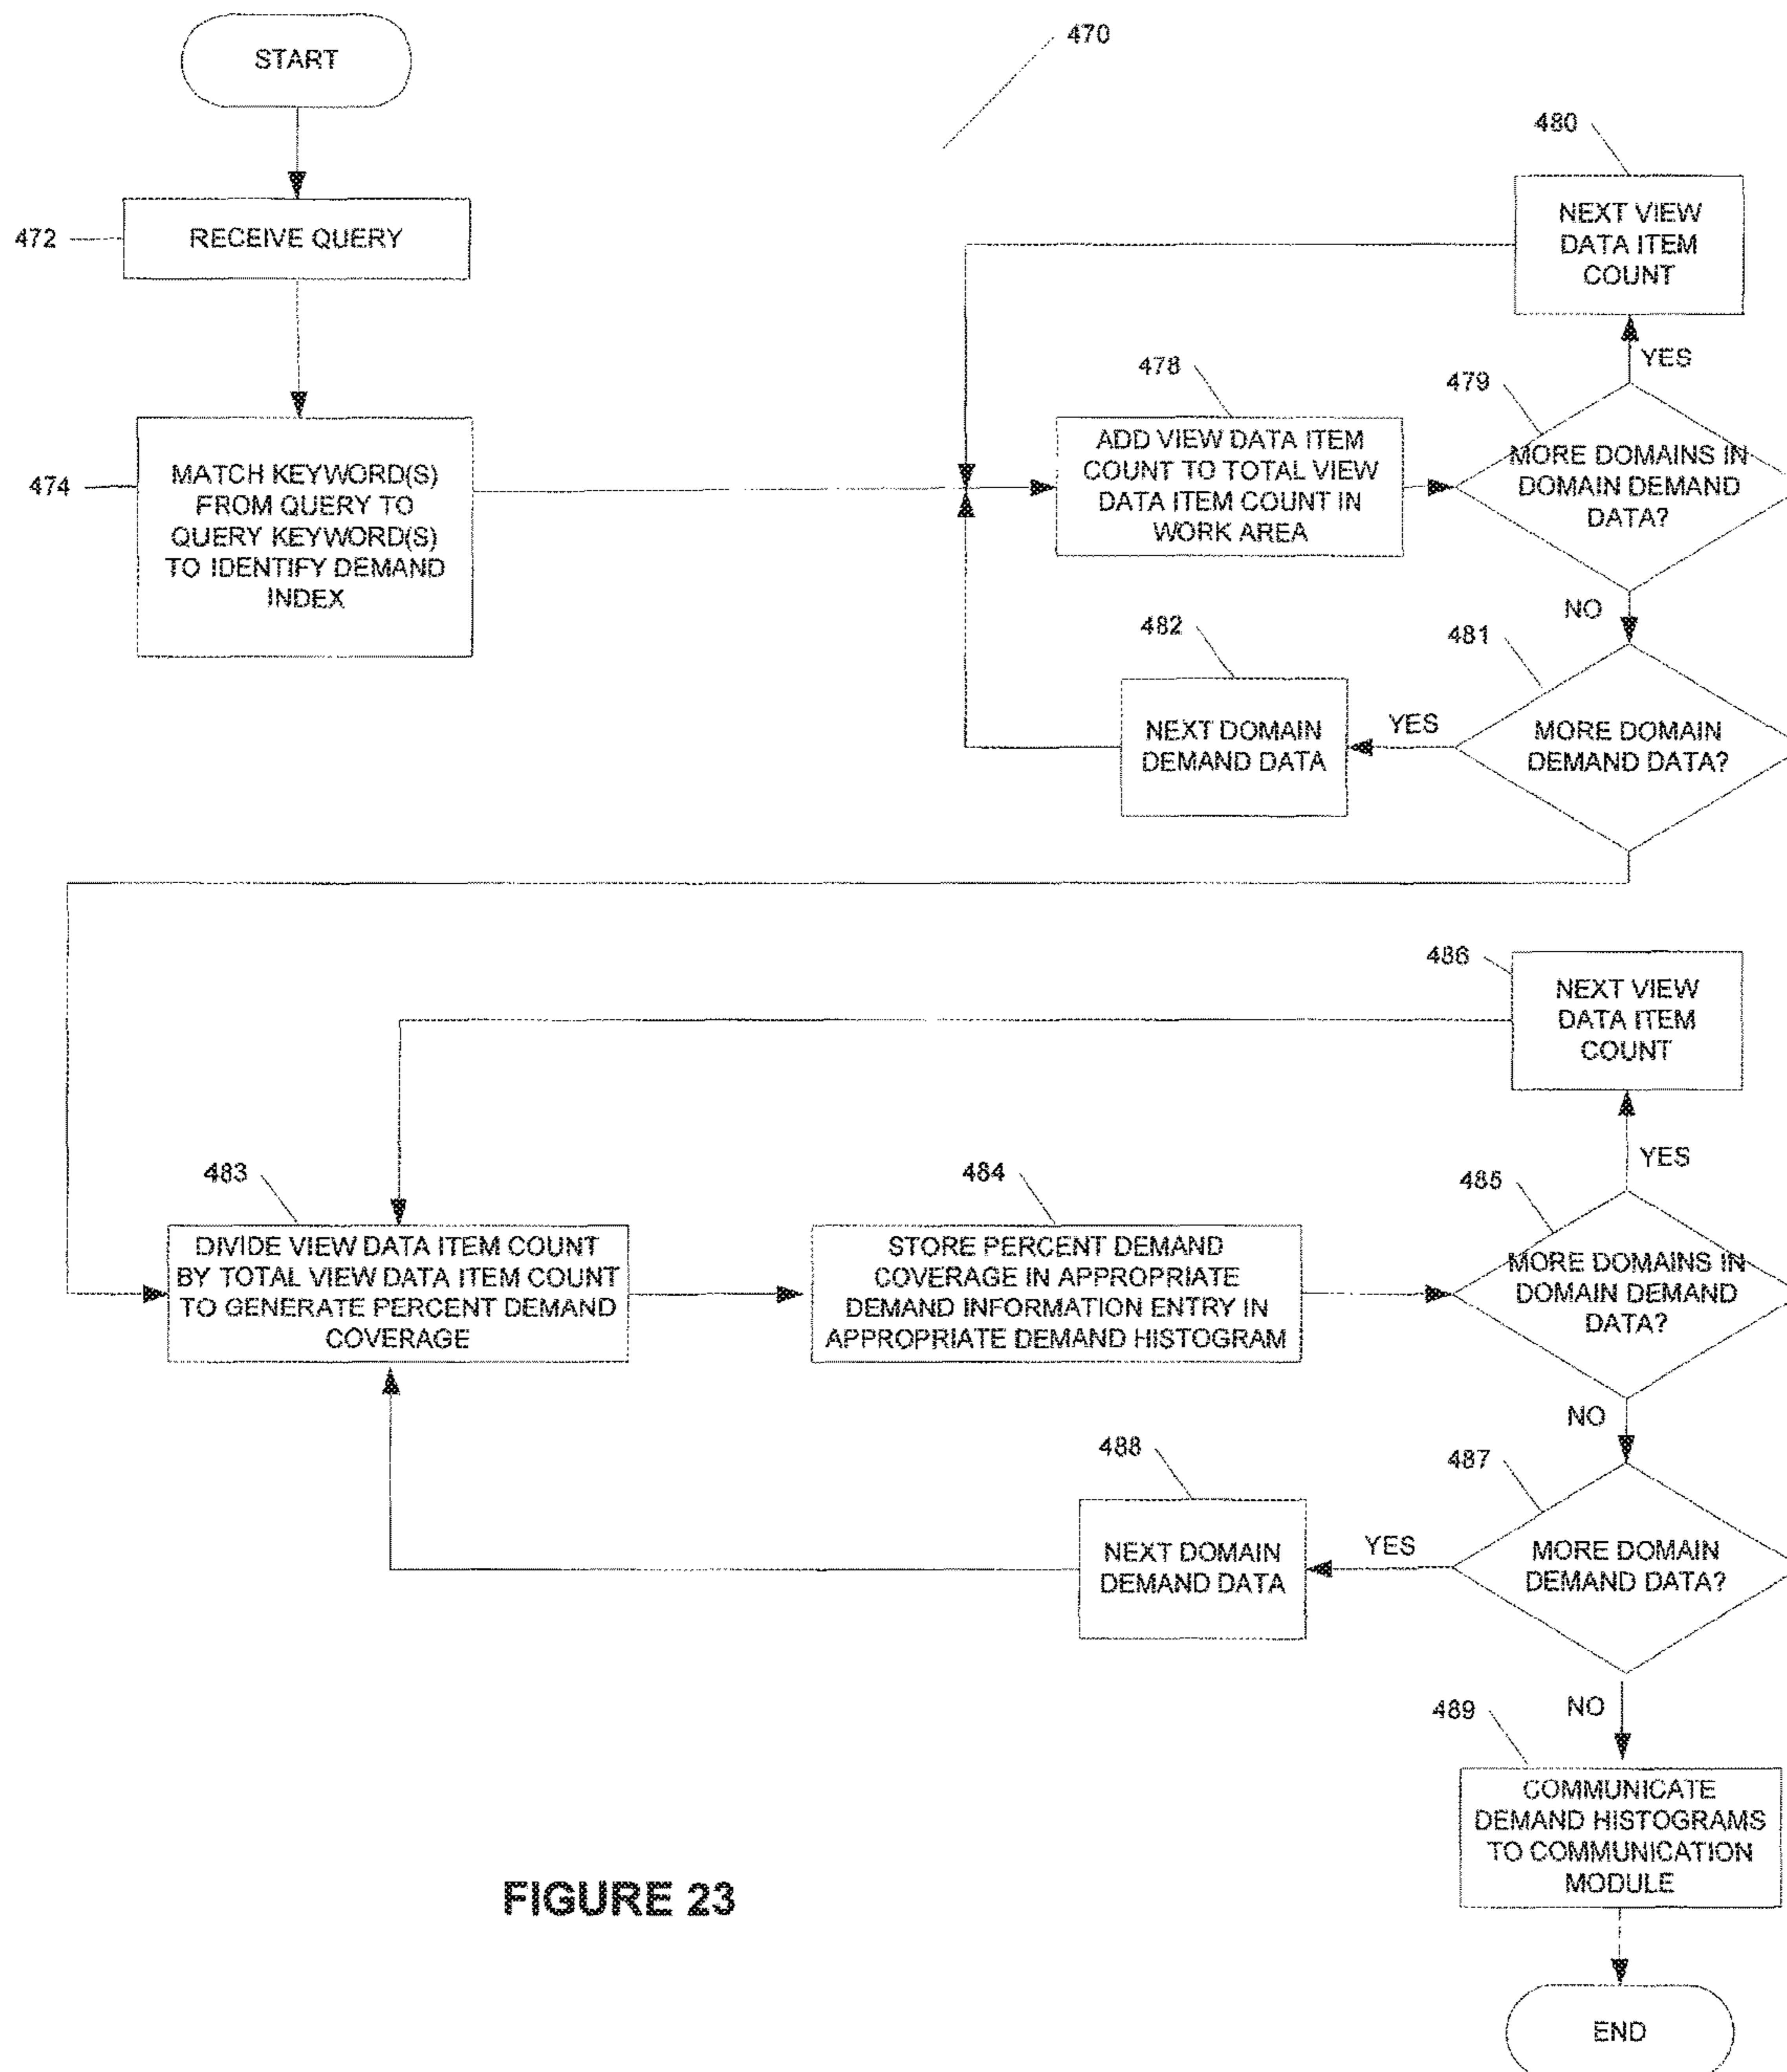 START
470
472
RECEIVE QUERY
474
MATCH KEYWORD(S)
FROM QUERY TO
QUERY KEYWORD(S)
TO IDENTIFY DEMAND
INDEX
480
NEXT VIEW
DATA ITEM
COUNT
YES
478
ADD VIEW DATA ITEM
COUNT TO TOTAL VIEW
DATA ITEM COUNT IN
WORK AREA
479
MORE DOMAINS IN
DOMAIN DEMAND
DATA?
NO
482
NEXT DOMAIN
DEMAND DATA
YES
481
MORE DOMAIN
DEMAND DATA?
486
NEXT VIEW
DATA ITEM
COUNT
YES
483
DIVIDE VIEW DATA ITEM COUNT
BY TOTAL VIEW DATA ITEM COUNT
TO GENERATE PERCENT DEMAND
COVERAGE
484
STORE PERCENT DEMAND
COVERAGE IN APPROPRIATE
DEMAND INFORMATION ENTRY IN
APPROPRIATE DEMAND HISTOGRAM
485
MORE DOMAINS IN
DOMAIN DEMAND
DATA?
NO
488
NEXT DOMAIN
DEMAND DATA
YES
487
MORE DOMAIN
DEMAND DATA?
NO
489
COMMUNICATE
DEMAND HISTOGRAMS
TO COMMUNICATION
MODULE
END
FIGURE 23